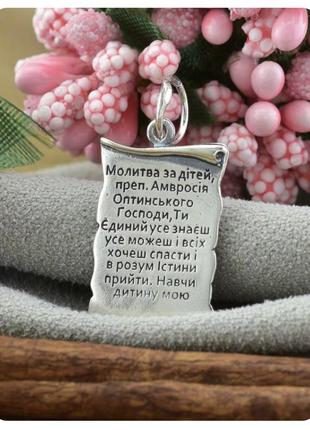 Молитва за дітей,
преп. Амвросія
Оптинського
Господи,Ти
Єдиний усе знаєш
усе можеш і всіх
хочеш спасти і
в розум Істини
прийти. Навчи
дитину мою